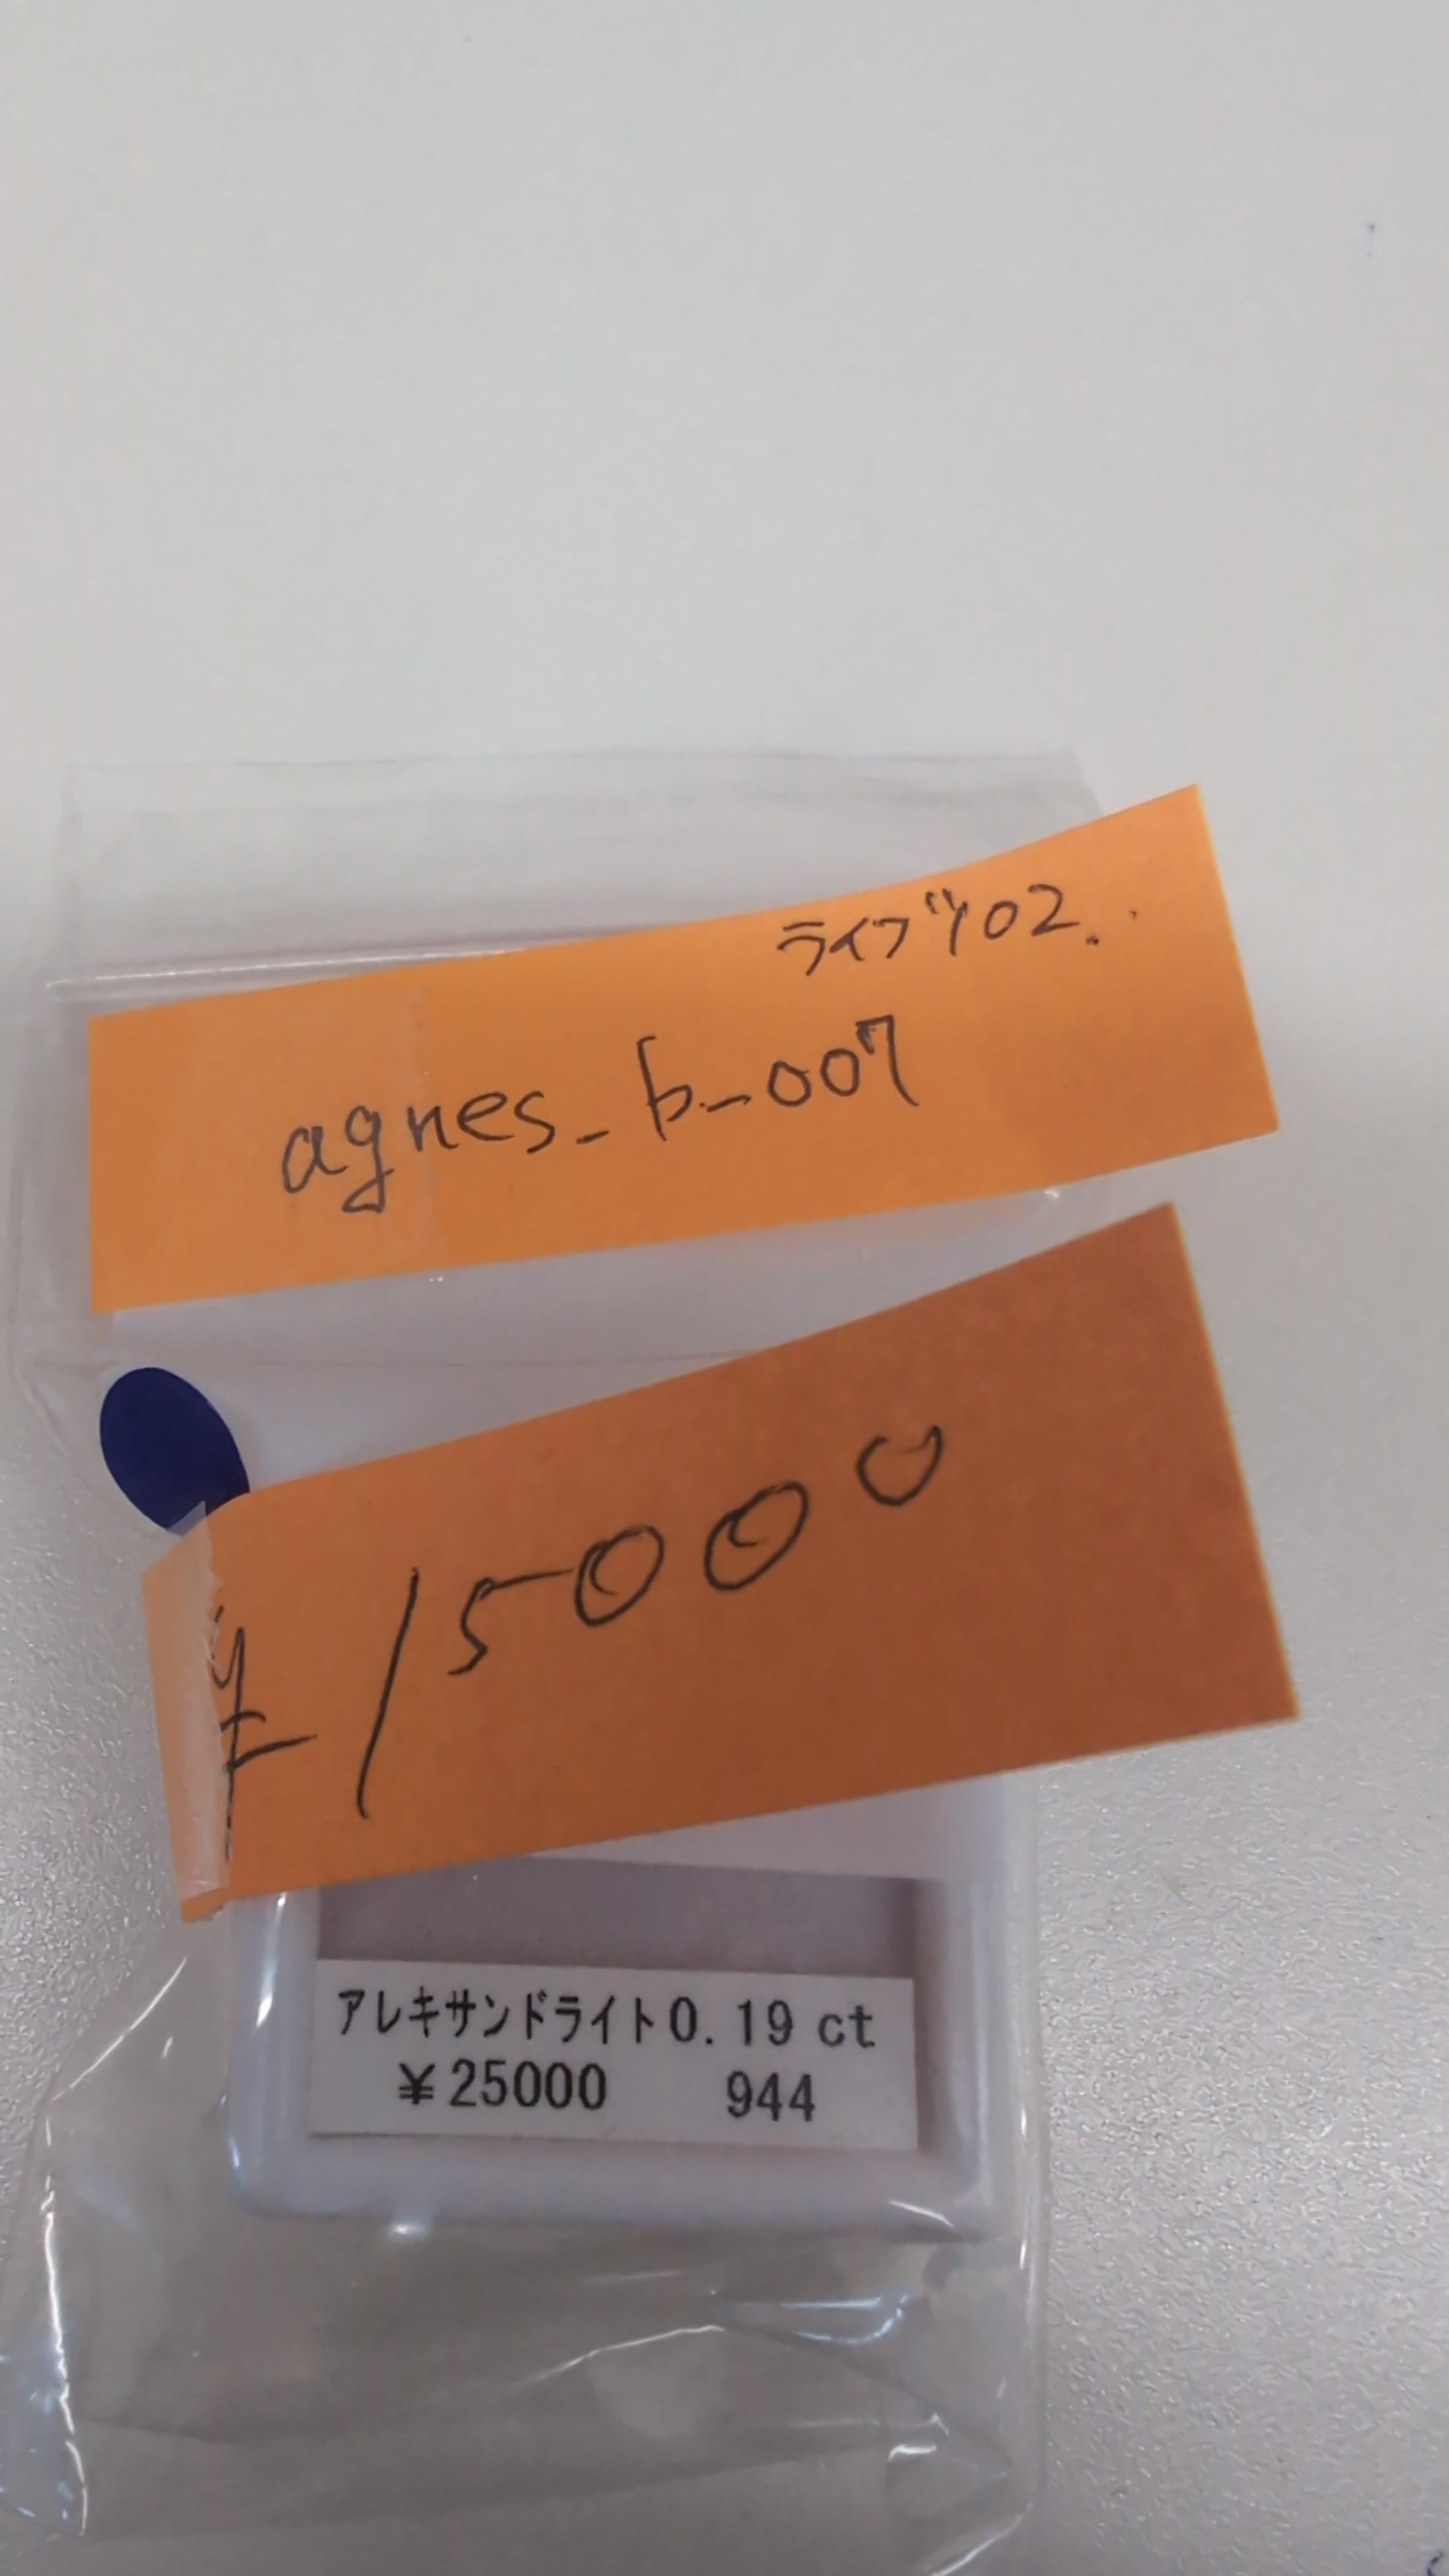 ライブ102.
agnes_b_007
¥15000
アレキサンドライト0.19 ct
¥25000 944